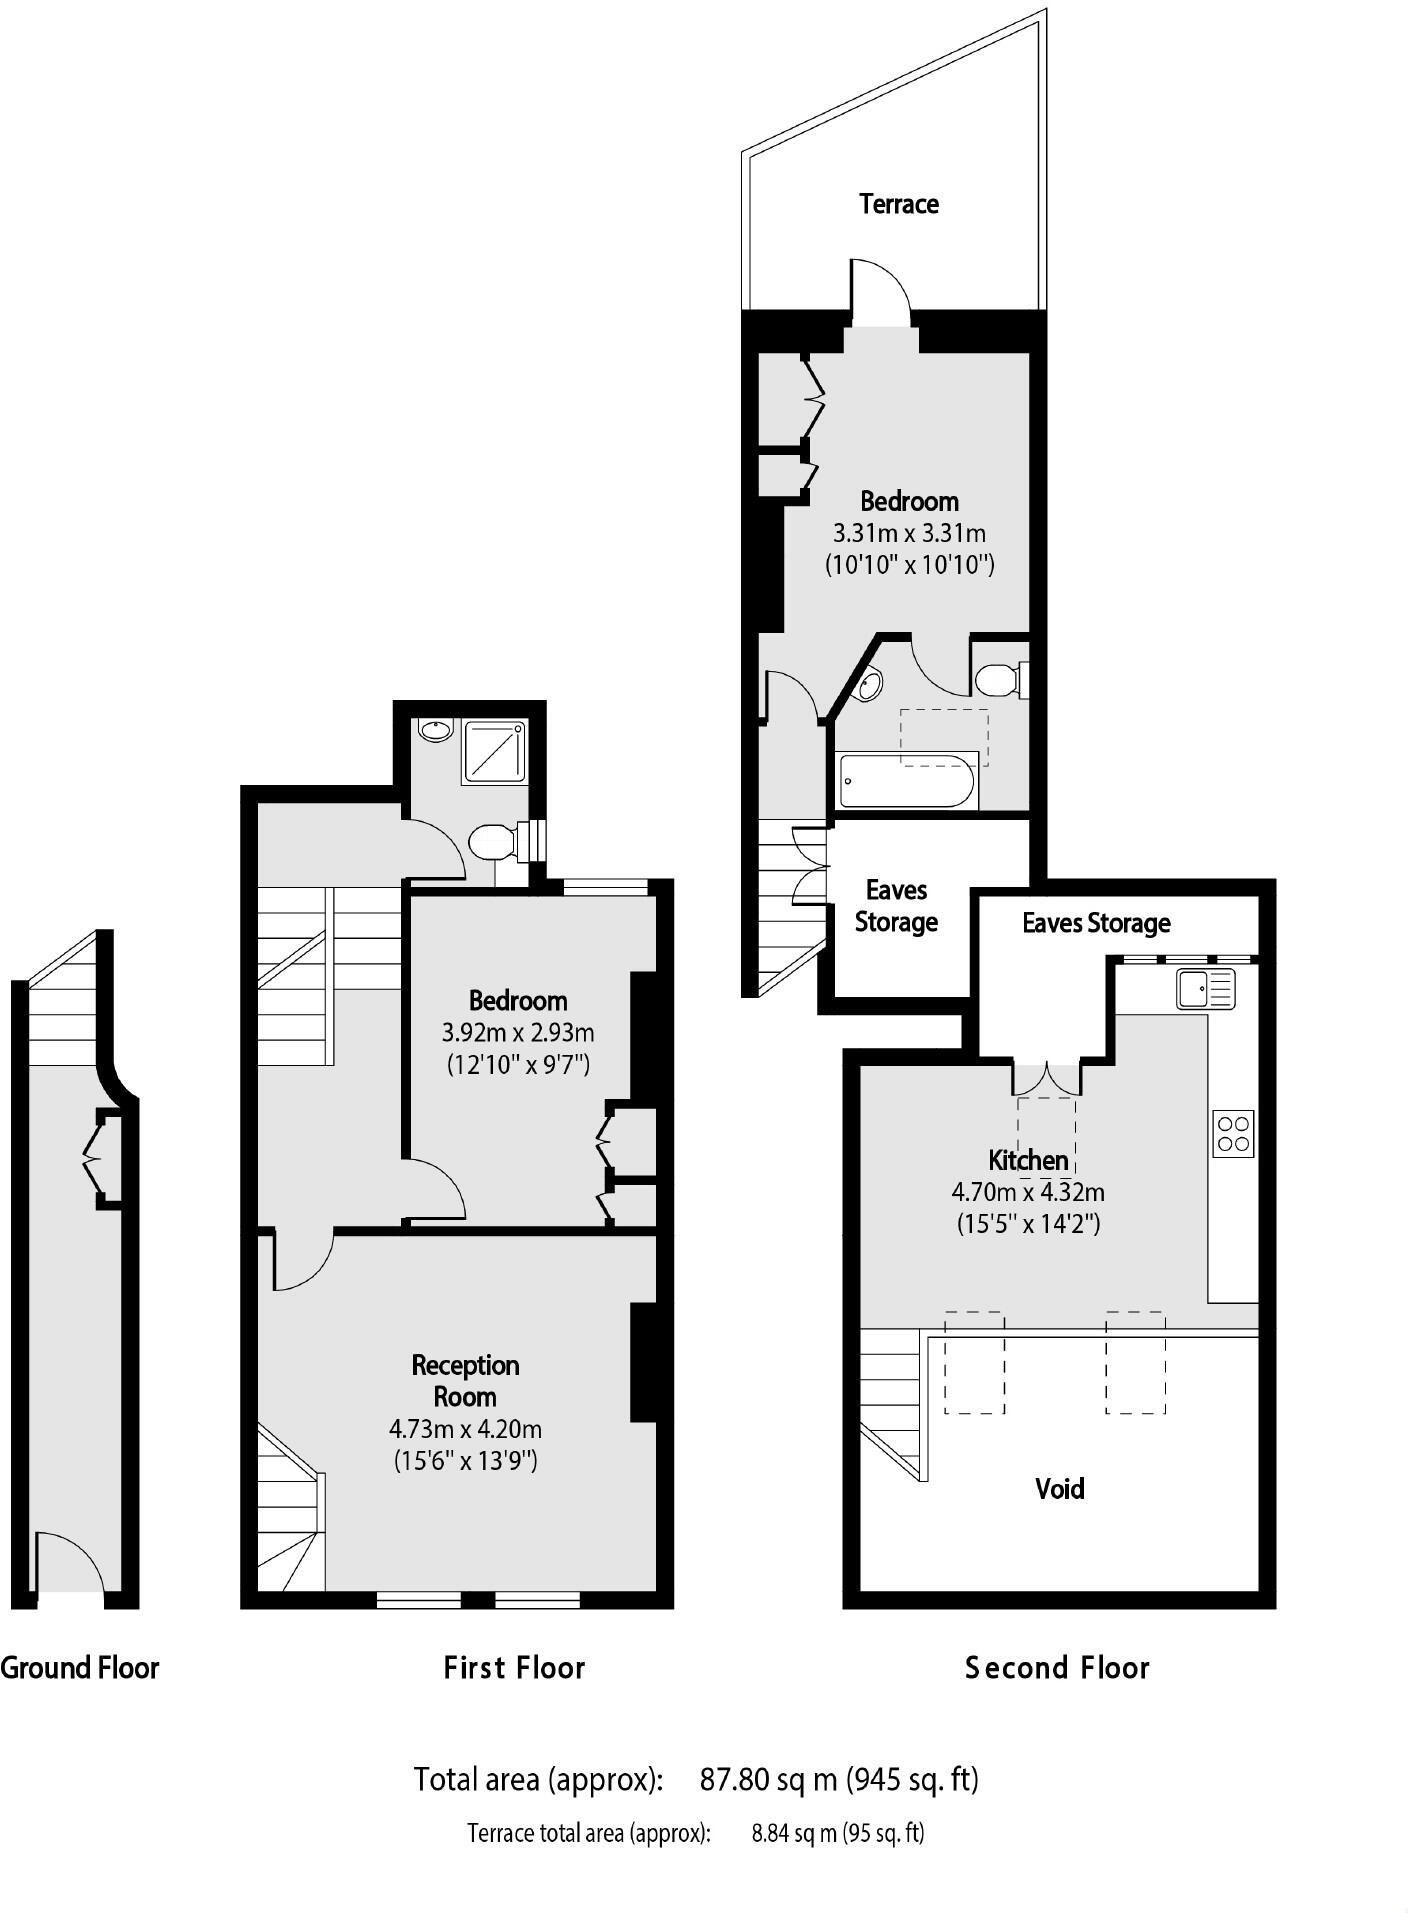 Terrace
Bedroom
3.31m x 3.31m
(10'10" x 10'10")
Eaves
Storage
Eaves Storage
Bedroom
3.92m x 2.93m
(12'10" x 9'7")
Kitchen
4.70m x 4.32m
(15'5" x 14'2")
Reception
Room
4.73m x 4.20m
(15'6" x 13'9")
Void
Ground Floor
First Floor
Second Floor
Total area (approx): 87.80 sq m (945 sq. ft)
Terrace total area (approx): 8.84 sq m (95 sq. ft)